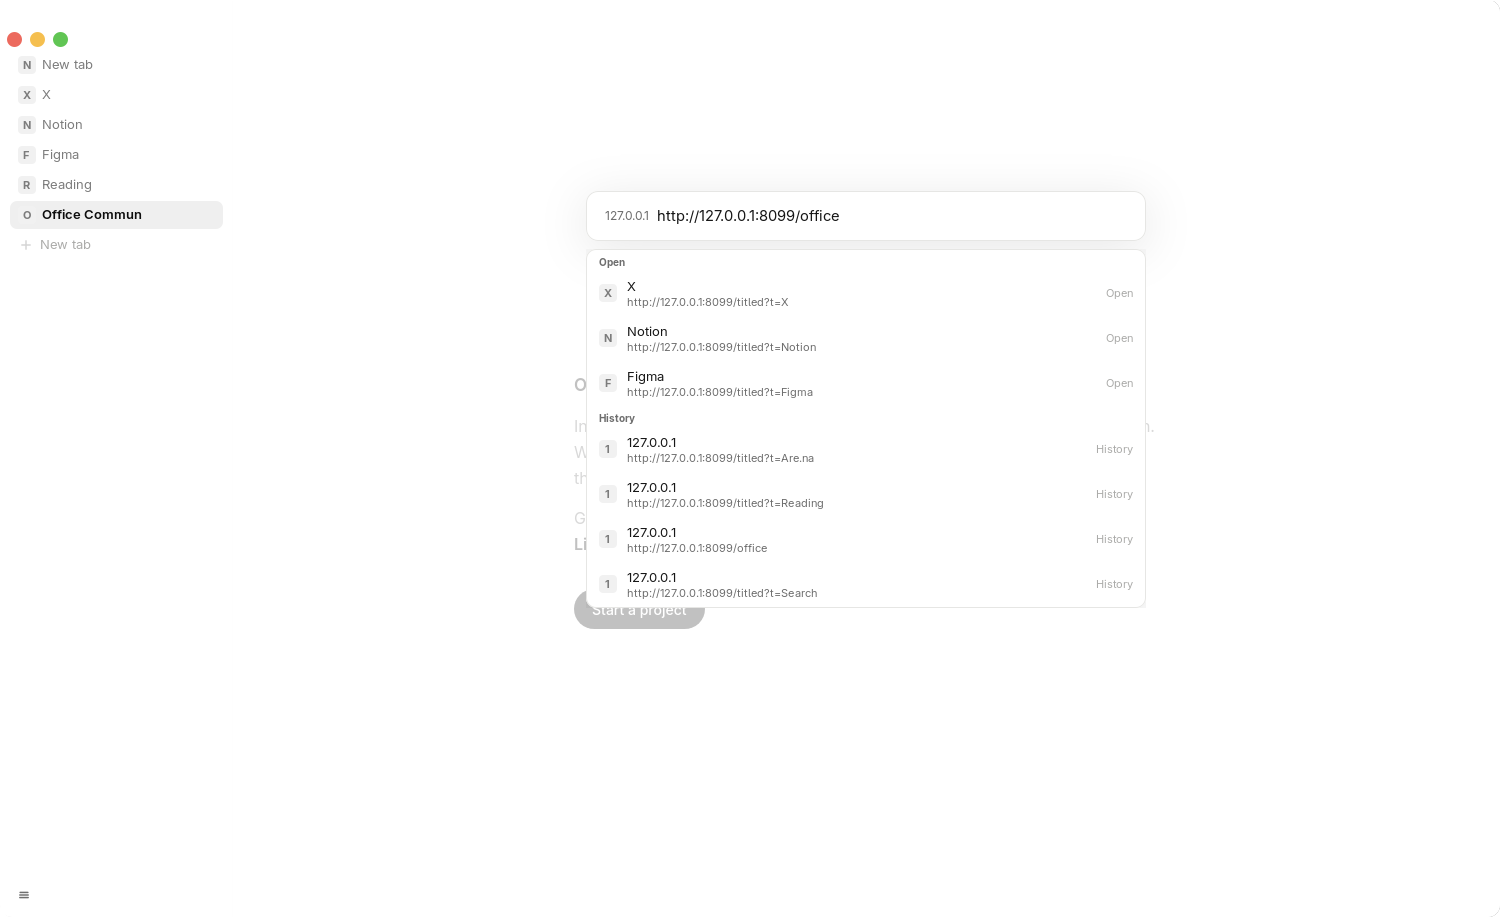 N New tab
X X
N Notion
F Figma
R Reading
O Office Commun
+ New tab
127.0.0.1 http://127.0.0.1:8099/office
Open
X X
http://127.0.0.1:8099/titled?t=X
Open
N Notion
http://127.0.0.1:8099/titled?t=Notion
Open
F Figma
http://127.0.0.1:8099/titled?t=Figma
Open
History
1 127.0.0.1
http://127.0.0.1:8099/titled?t=Are.na
History
1 127.0.0.1
http://127.0.0.1:8099/titled?t=Reading
History
1 127.0.0.1
http://127.0.0.1:8099/office
History
1 127.0.0.1
http://127.0.0.1:8099/titled?t=Search
History
Start a project